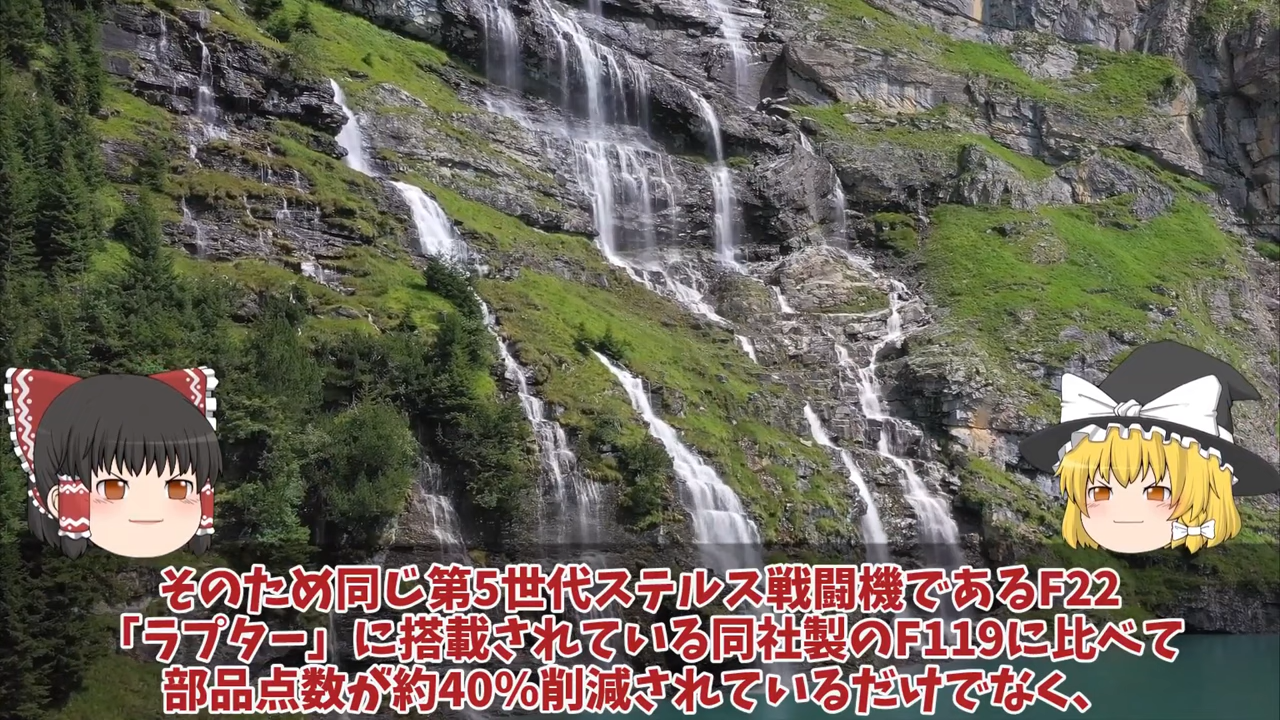 そのため同じ第5世代ステルス戦闘機であるF22
「ラプター」に搭載されている同社製のF119に比べて
部品点数が約40%削減されているだけでなく、